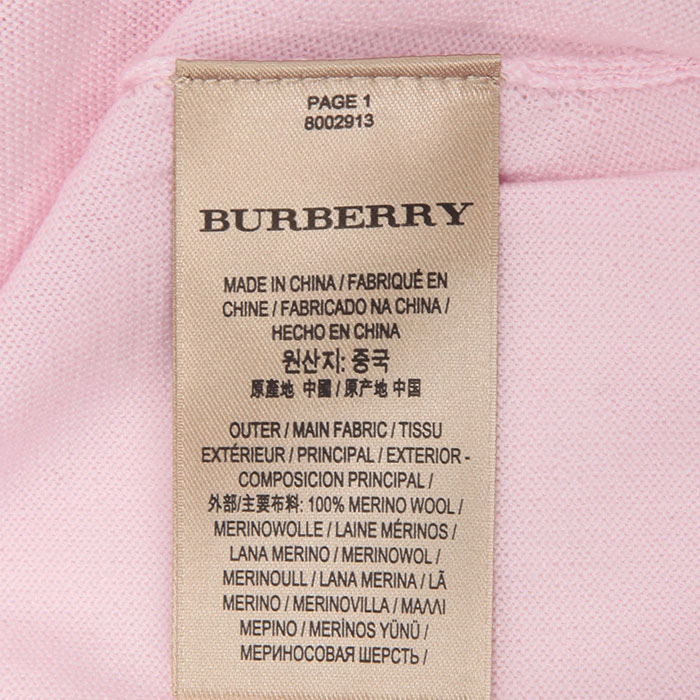 PAGE 1
8002913
BURBERRY
MADE IN CHINA / FABRIQUÉ EN
CHINE / FABRICADO NA CHINA /
HECHO EN CHINA
원산지: 중국
原產地 中國 / 原产地 中国
OUTER / MAIN FABRIC / TISSU
EXTÉRIEUR / PRINCIPAL / EXTERIOR -
COMPOSICION PRINCIPAL /
外部/主要布料: 100% MERINO WOOL /
MERINOWOLLE / LAINE MÉRINOS /
LANA MERINO / MERINOWOL /
MERINOULL / LANA MERINA / LÃ
MERINO / MERINOVILLA / ΜΑΛΛΙ
ΜΕΡΙΝΟ / MERİNOS YÜNÜ /
МЕРИНОСОВАЯ ШЕРСТЬ /